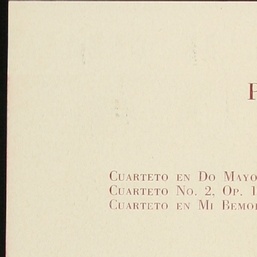 P
Cuarteto en Do Mayo
Cuarteto No. 2, Op. 1
Cuarteto en Mi Bemol